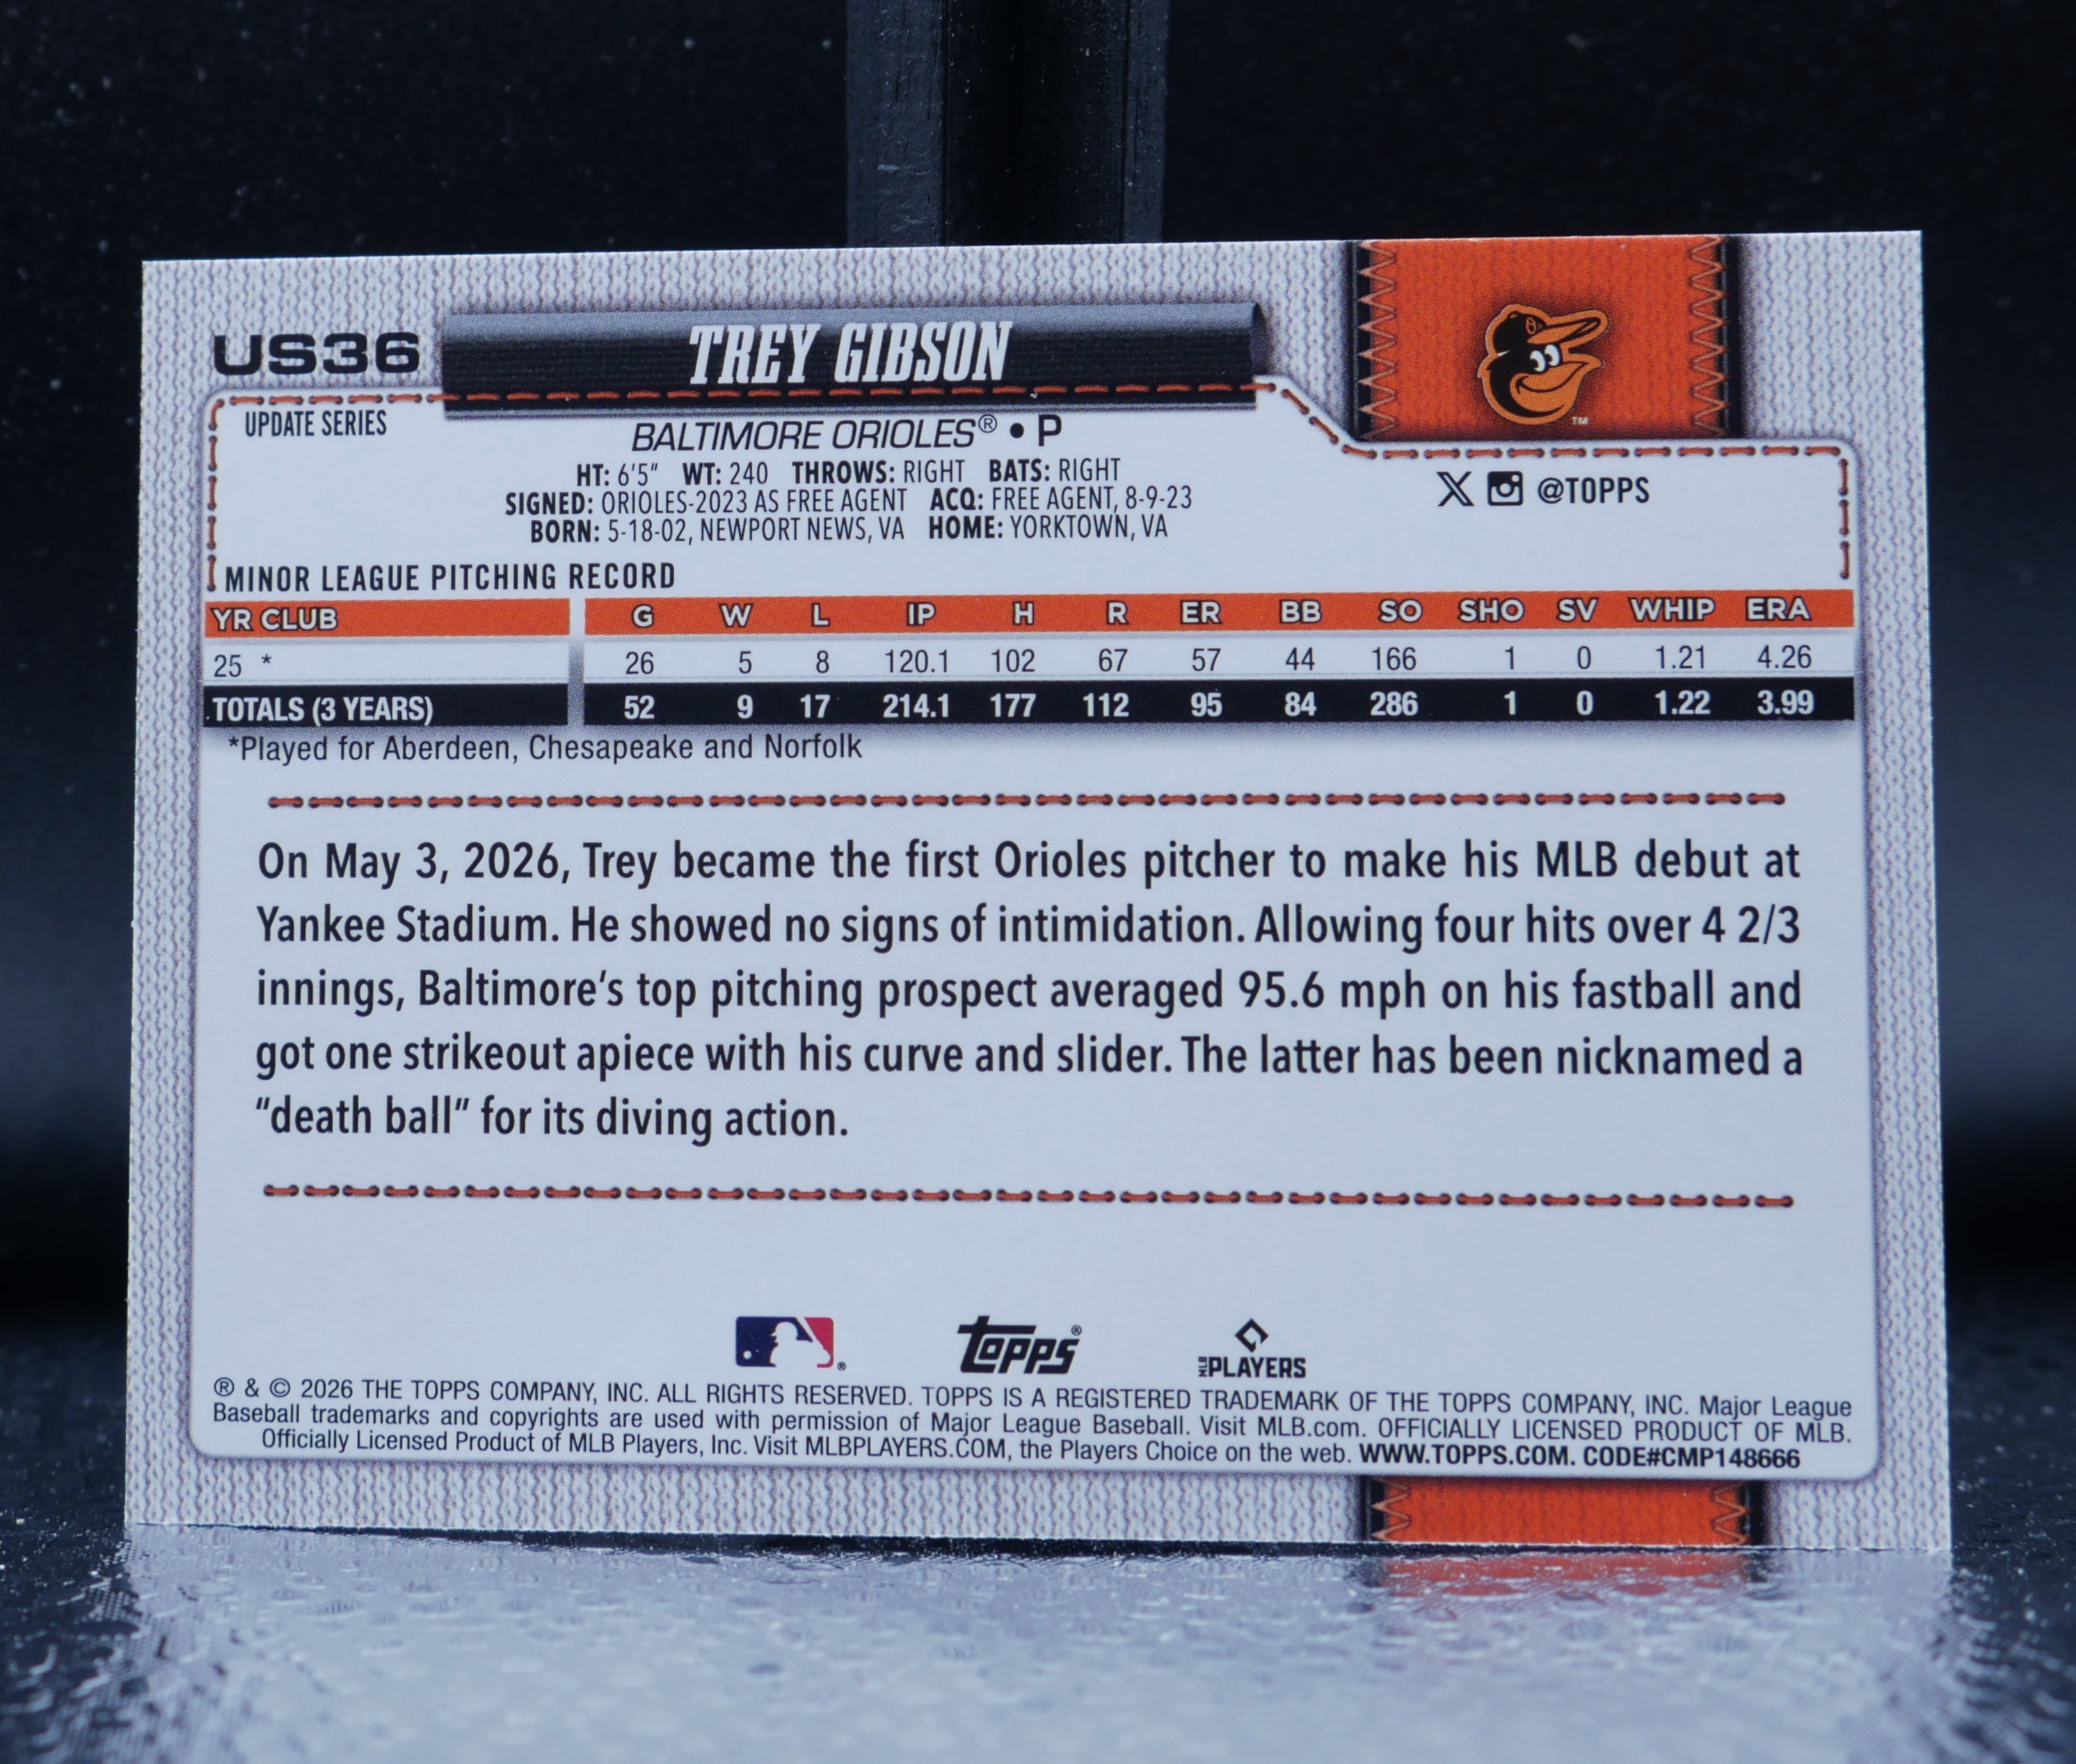 US36
TREY GIBSON
UPDATE SERIES
BALTIMORE ORIOLES® • P
HT: 6'5" WT: 240 THROWS: RIGHT BATS: RIGHT
SIGNED: ORIOLES-2023 AS FREE AGENT ACQ: FREE AGENT, 8-9-23
BORN: 5-18-02, NEWPORT NEWS, VA HOME: YORKTOWN, VA
TM
@TOPPS
MINOR LEAGUE PITCHING RECORD
YR CLUB G W L IP H R ER BB SO SHO SV WHIP ERA
25 * 26 5 8 120.1 102 67 57 44 166 1 0 1.21 4.26
TOTALS (3 YEARS) 52 9 17 214.1 177 112 95 84 286 1 0 1.22 3.99
*Played for Aberdeen, Chesapeake and Norfolk
On May 3, 2026, Trey became the first Orioles pitcher to make his MLB debut at
Yankee Stadium. He showed no signs of intimidation. Allowing four hits over 4 2/3
innings, Baltimore's top pitching prospect averaged 95.6 mph on his fastball and
got one strikeout apiece with his curve and slider. The latter has been nicknamed a
"death ball" for its diving action.
Topps®
MLB PLAYERS
® & © 2026 THE TOPPS COMPANY, INC. ALL RIGHTS RESERVED. TOPPS IS A REGISTERED TRADEMARK OF THE TOPPS COMPANY, INC. Major League
Baseball trademarks and copyrights are used with permission of Major League Baseball. Visit MLB.com. OFFICIALLY LICENSED PRODUCT OF MLB.
Officially Licensed Product of MLB Players, Inc. Visit MLBPLAYERS.COM, the Players Choice on the web. WWW.TOPPS.COM. CODE#CMP148666